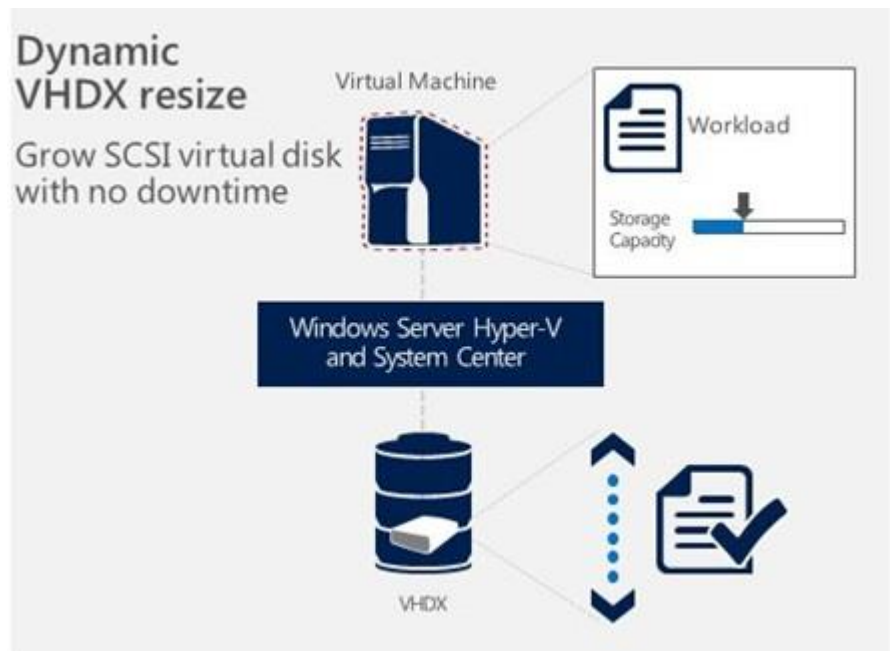 Dynamic
VHDX resize
Grow SCSI virtual disk
with no downtime
Virtual Machine
Workload
Storage
Capacity
Windows Server Hyper-V
and System Center
VHDX